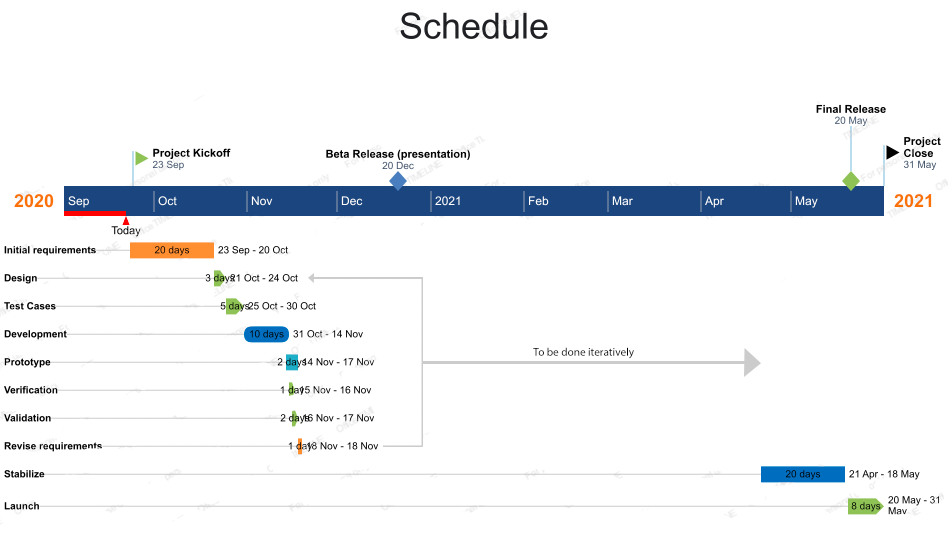 Schedule
Final Release
20 May
Project Kickoff
23 Sep
Beta Release (presentation)
20 Dec
Project
Close
31 May
2020 Sep Oct Nov Dec 2021 Feb Mar Apr May 2021
Today
Initial requirements 20 days 23 Sep - 20 Oct
Design 3 days 21 Oct - 24 Oct
Test Cases 5 days 25 Oct - 30 Oct
Development 10 days 31 Oct - 14 Nov
To be done iteratively
Prototype 2 days 14 Nov - 17 Nov
Verification 1 day 15 Nov - 16 Nov
Validation 2 days 16 Nov - 17 Nov
Revise requirements 1 day 18 Nov - 18 Nov
Stabilize 20 days 21 Apr - 18 May
Launch 8 days 20 May - 31
May